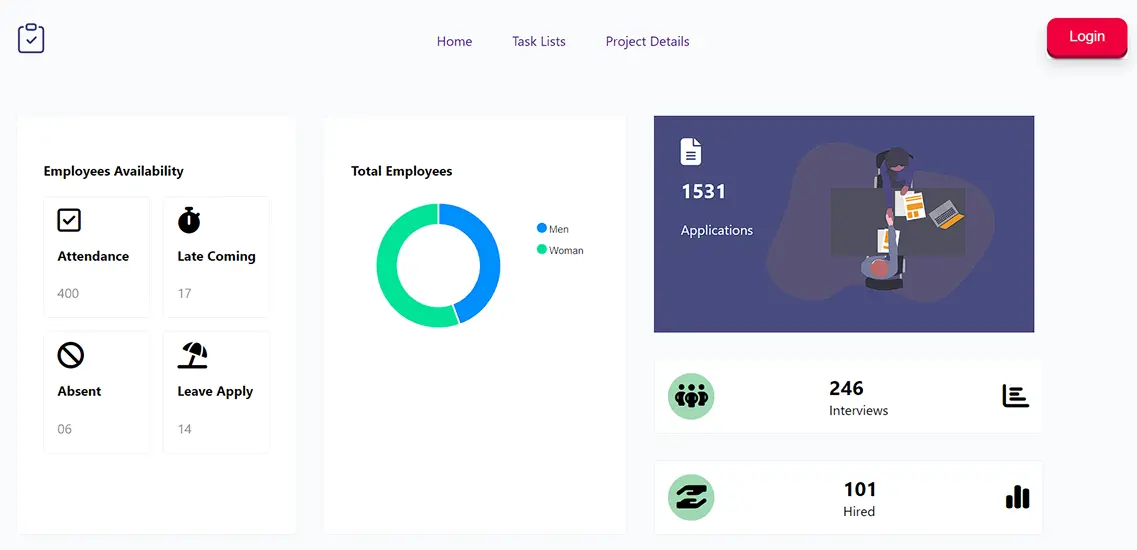 Home
Task Lists
Project Details
Login
Employees Availability
Attendance
400
Late Coming
17
Absent
06
Leave Apply
14
Total Employees
Men
Woman
1531
Applications
246
Interviews
101
Hired